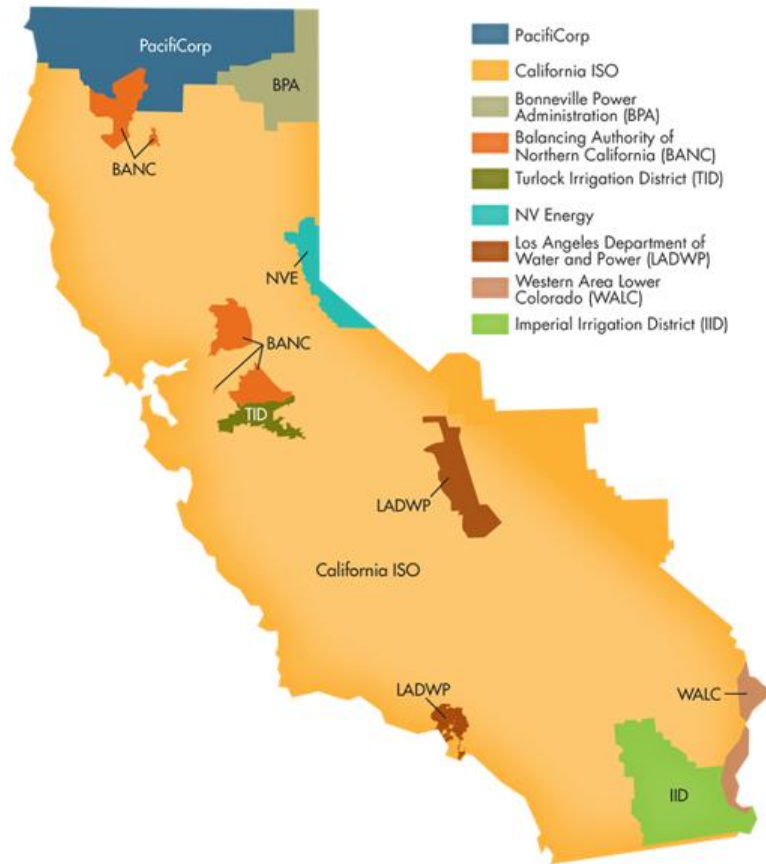 PacifiCorp
BPA
BANC
NVE
BANC
TID
LADWP
California ISO
LADWP
WALC
IID
PacifiCorp
California ISO
Bonneville Power
Administration (BPA)
Balancing Authority of
Northern California (BANC)
Turlock Irrigation District (TID)
NV Energy
Los Angeles Department of
Water and Power (LADWP)
Western Area Lower
Colorado (WALC)
Imperial Irrigation District (IID)